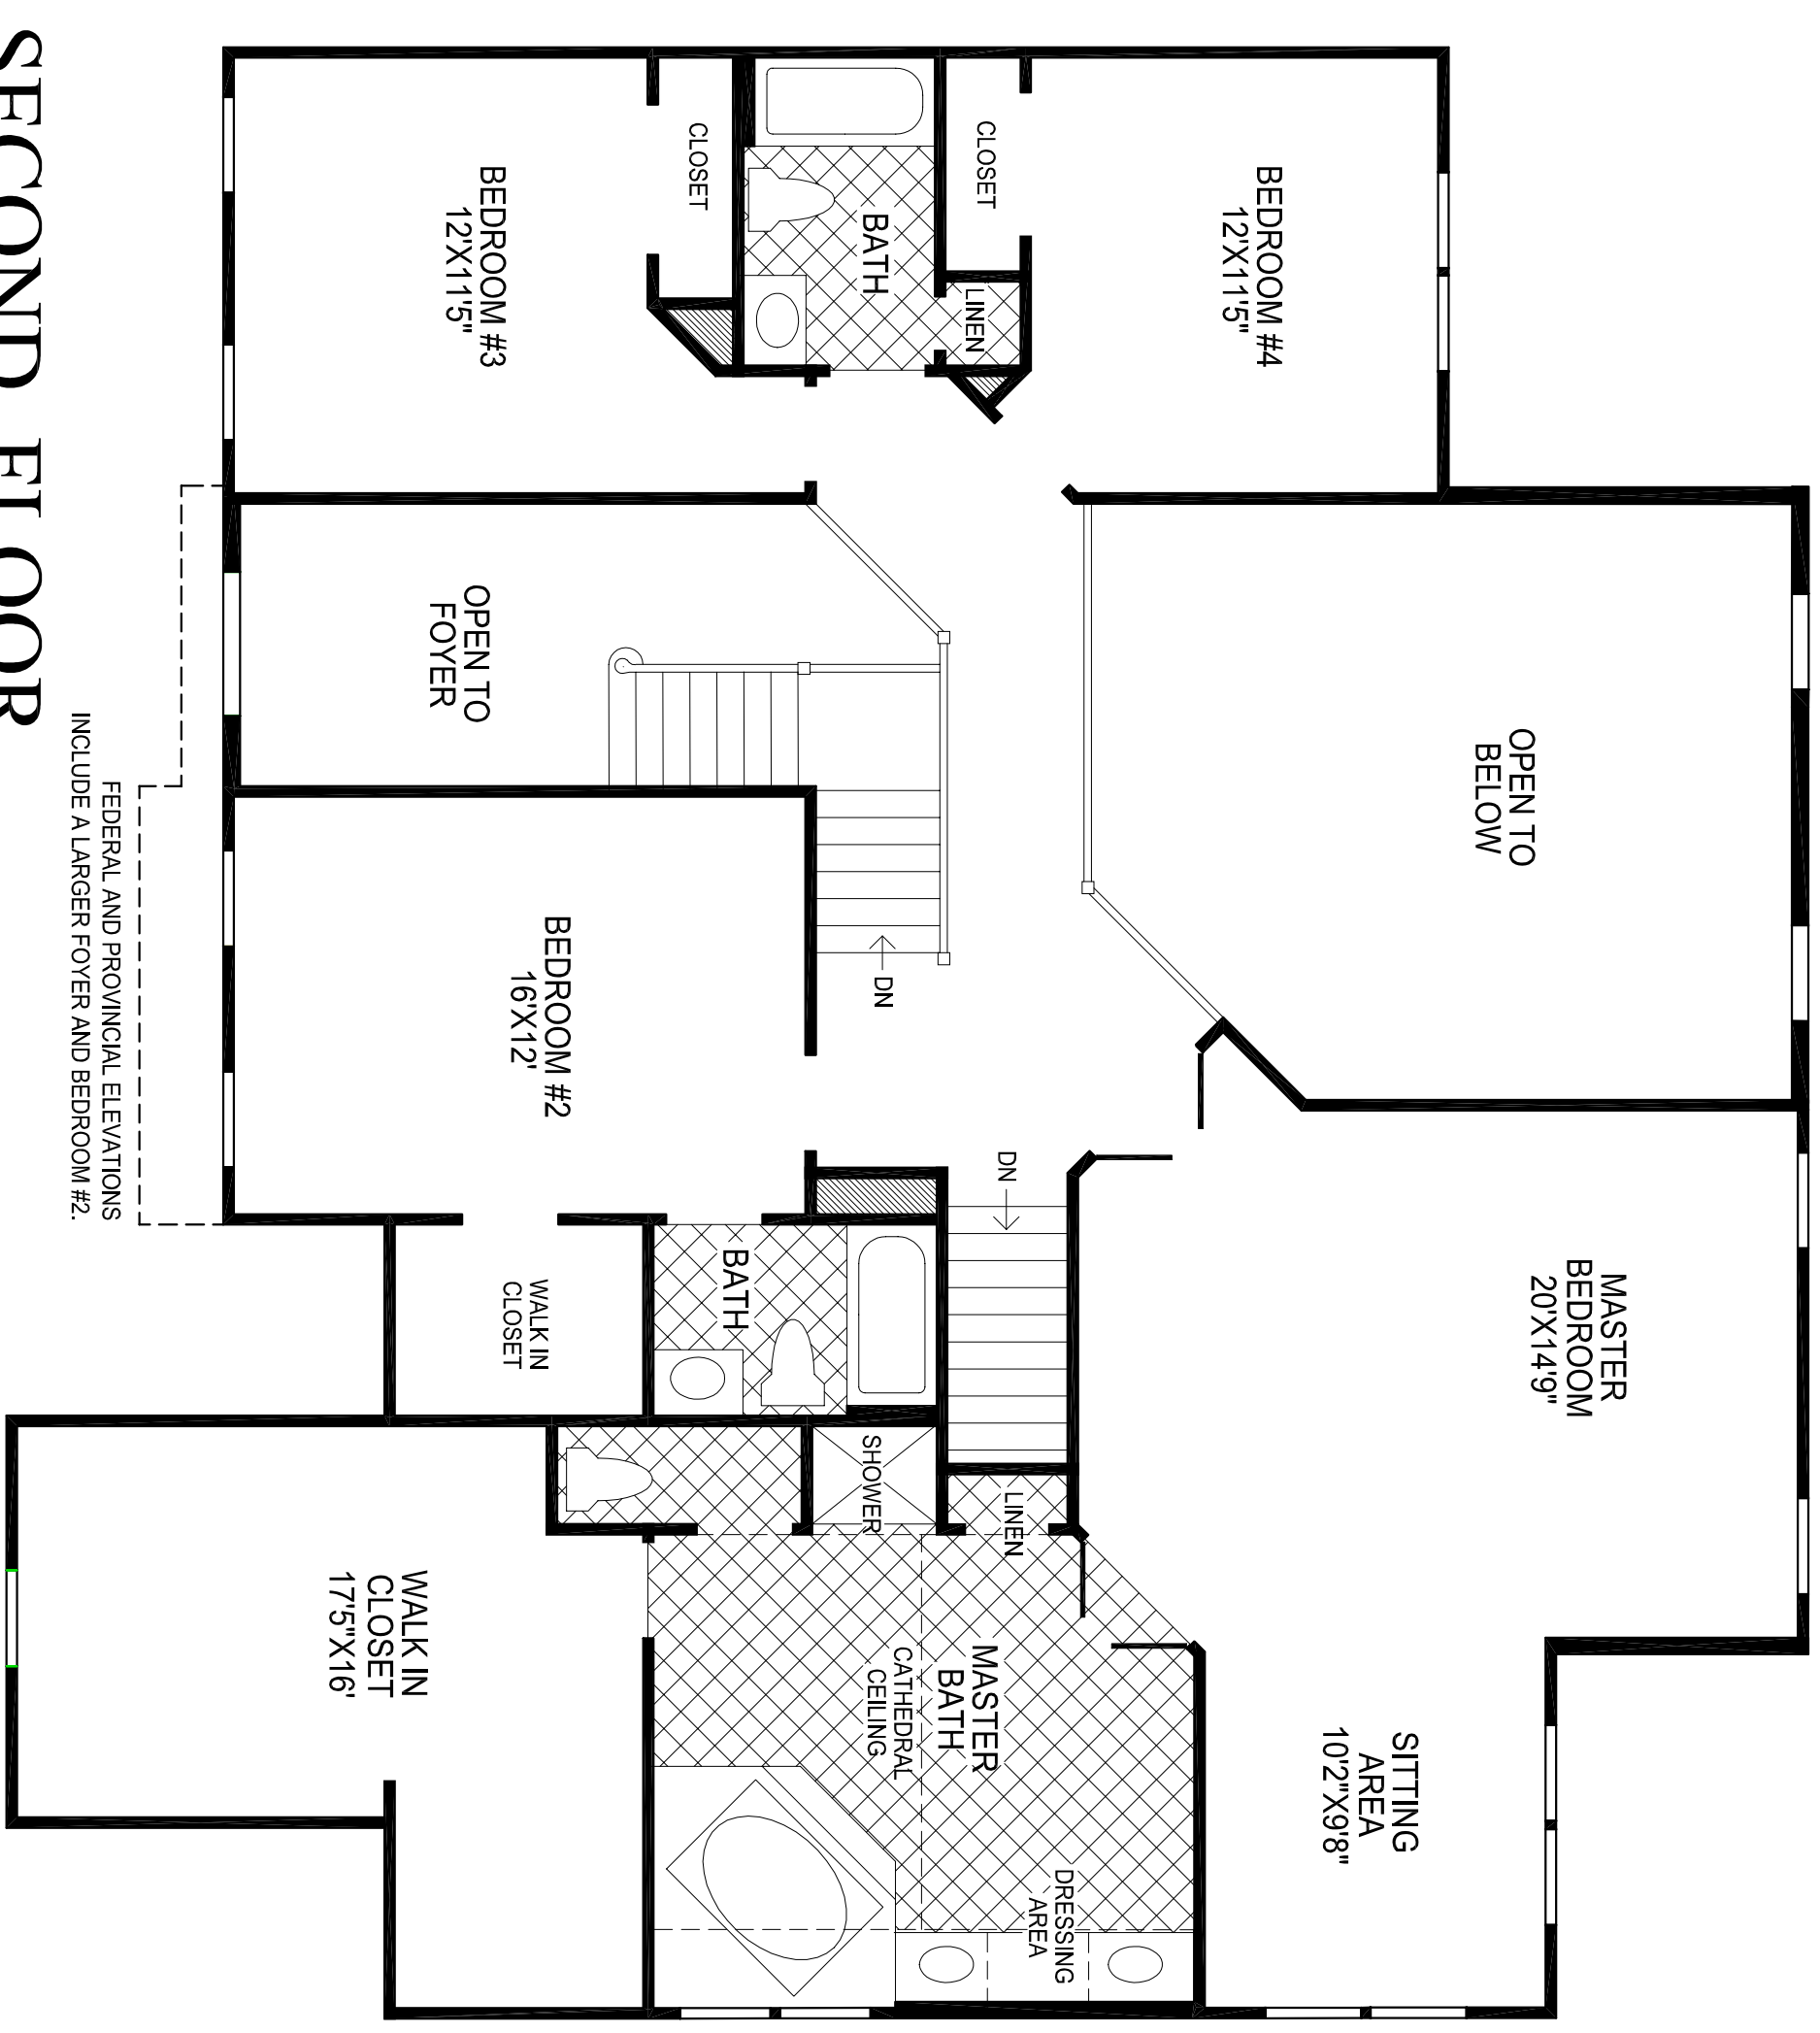 BEDROOM #4
12'X11'5"
CLOSET
LINEN
BATH
CLOSET
BEDROOM #3
12'X11'5"
OPEN TO
BELOW
OPEN TO
FOYER
DN
BEDROOM #2
16'X12'
DN
MASTER
BEDROOM
20'X14'9"
BATH
WALK IN
CLOSET
SHOWER
LINEN
MASTER
BATH
CATHEDRAL
CEILING
WALK IN
CLOSET
17'5"X16'
SITTING
AREA
10'2"X9'8"
DRESSING
AREA
FEDERAL AND PROVINCIAL ELEVATIONS
INCLUDE A LARGER FOYER AND BEDROOM #2.
SECOND FLOOR